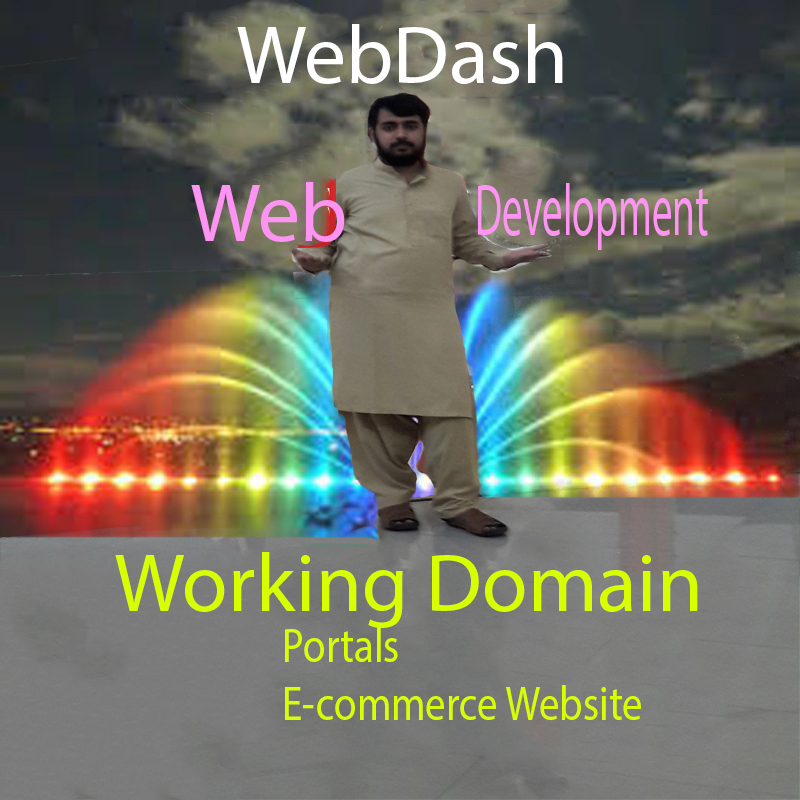 WebDash
Web Development
Working Domain
Portals
E-commerce Website